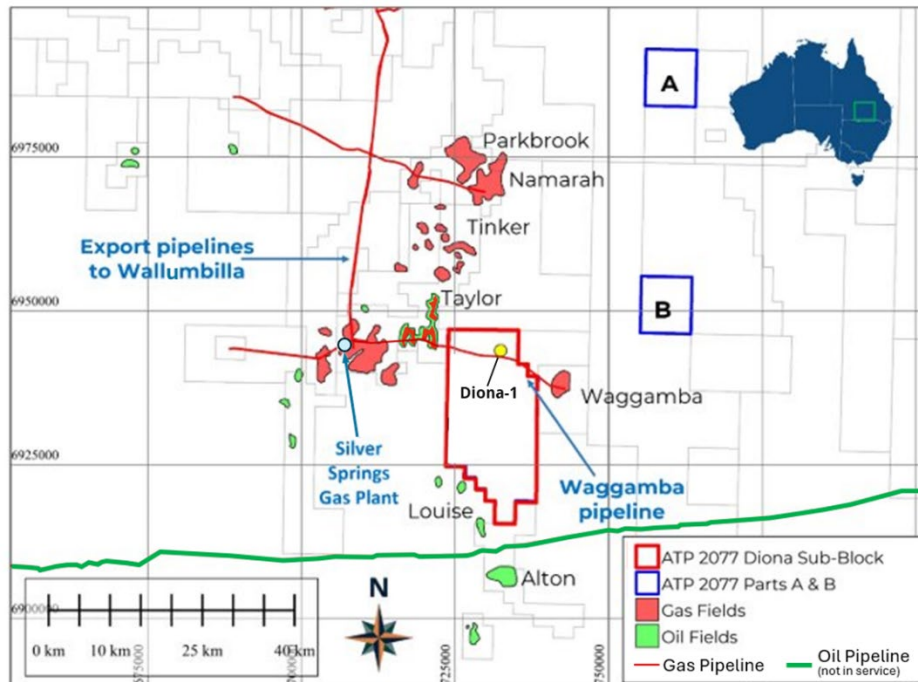 A
6975000
Parkbrook
Namarah
Tinker
Export pipelines
to Wallumbilla
6950000
Taylor
B
Diona-1
Waggamba
Silver
Springs
Gas Plant
6925000
Louise
Waggamba
pipeline
Alton
N
6900000
0 km 10 km 25 km 40 km
725000
750000
ATP 2077 Diona Sub-Block
ATP 2077 Parts A & B
Gas Fields
Oil Fields
Gas Pipeline
Oil Pipeline
(not in service)